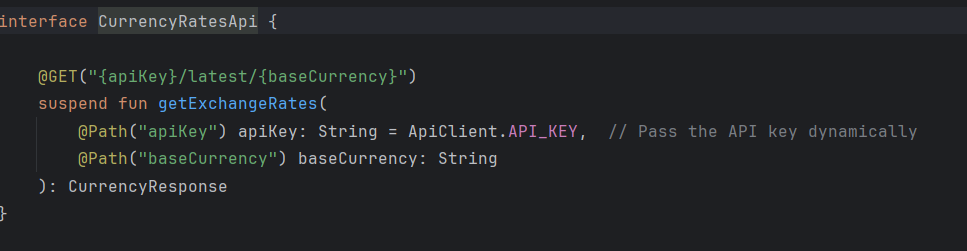 interface CurrencyRatesApi {
@GET("{apiKey}/latest/{baseCurrency}")
suspend fun getExchangeRates(
@Path("apiKey") apiKey: String = ApiClient.API_KEY,  // Pass the API key dynamically
@Path("baseCurrency") baseCurrency: String
): CurrencyResponse
}